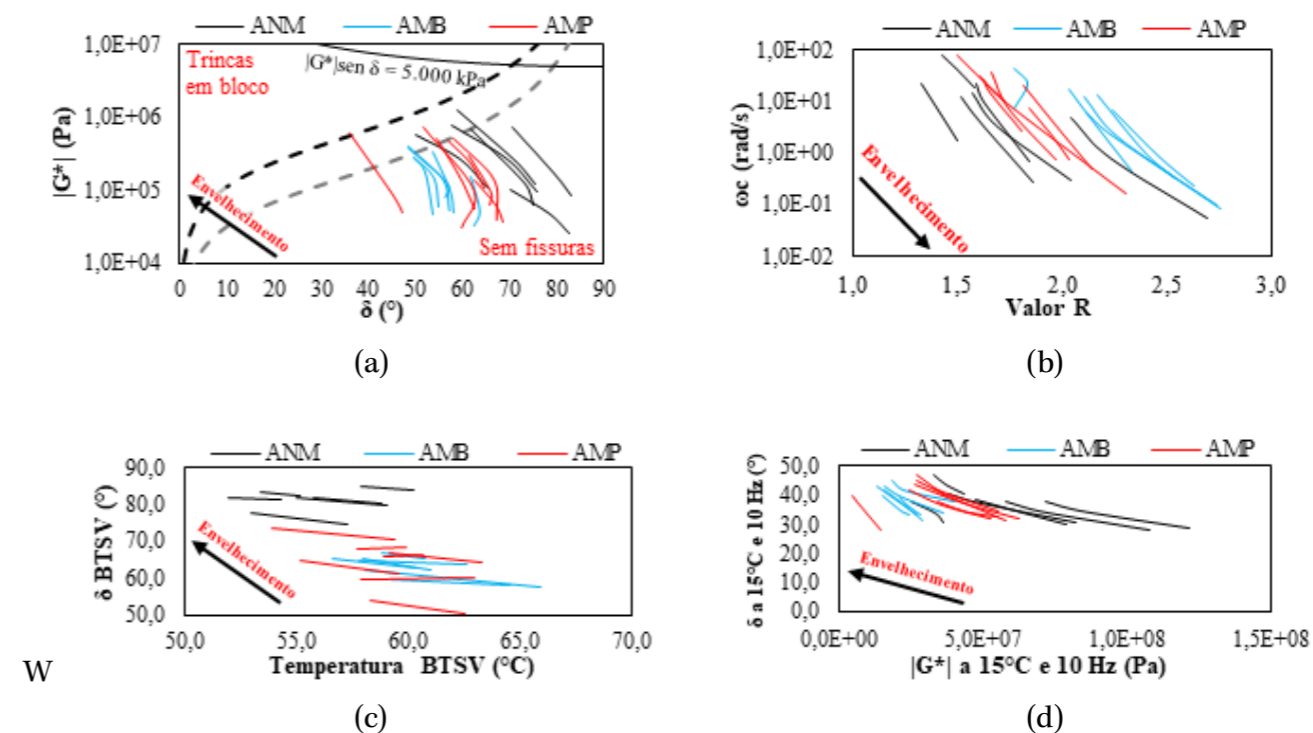 ANM AMB AMP
1,0E+07
1,0E+06
1,0E+05
1,0E+04
|G*| (Pa)
Trincas
em bloco
|G*|sen δ = 5.000 kPa
Envelhecimento
Sem fissuras
0 10 20 30 40 50 60 70 80 90
δ (°)
(a)
ANM AMB AMP
1,0E+02
1,0E+01
1,0E+00
1,0E-01
1,0E-02
ωc (rad/s)
Envelhecimento
1,0 1,5 2,0 2,5 3,0
Valor R
(b)
ANM AMB AMP
90,0
80,0
70,0
60,0
50,0
δ BTSV (°)
Envelhecimento
50,0 55,0 60,0 65,0 70,0
Temperatura BTSV (°C)
W
(c)
ANM AMB AMP
50,0
40,0
30,0
20,0
10,0
0,0
δ a 15°C e 10 Hz (°)
Envelhecimento
0,0E+00 5,0E+07 1,0E+08 1,5E+08
|G*| a 15°C e 10 Hz (Pa)
(d)